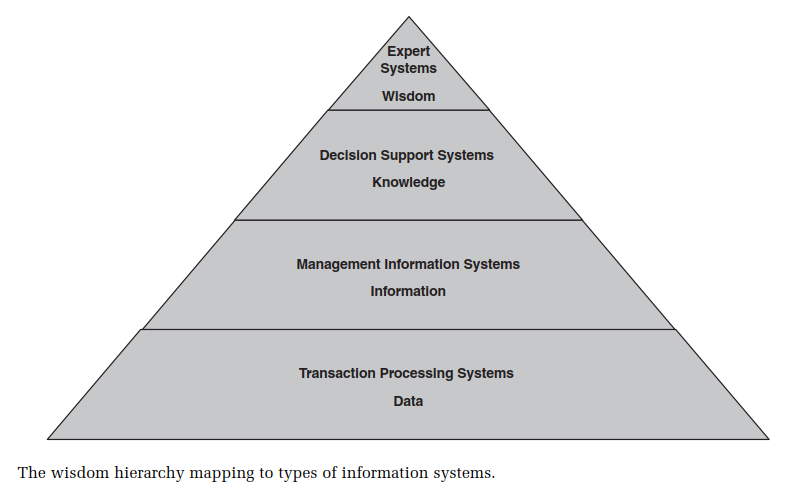 Expert
Systems
Wisdom
Decision Support Systems
Knowledge
Management Information Systems
Information
Transaction Processing Systems
Data
The wisdom hierarchy mapping to types of information systems.